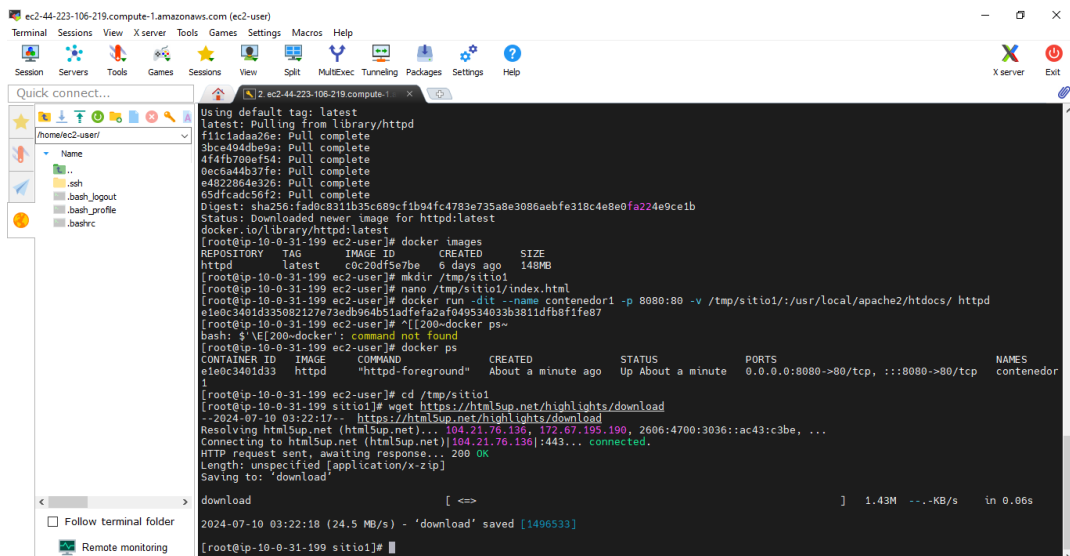 ec2-44-223-106-219.compute-1.amazonaws.com (ec2-user)
Terminal Sessions View X server Tools Games Settings Macros Help
Session Servers Tools Games Sessions View Split MultiExec Tunneling Packages Settings Help X server Exit
Quick connect...
2. ec2-44-223-106-219.compute-1.a
/home/ec2-user/
Name
..
.ssh
.bash_logout
.bash_profile
.bashrc
Using default tag: latest
latest: Pulling from library/httpd
f11c1adaa26e: Pull complete
3bce494dbe9a: Pull complete
4f4fb700ef54: Pull complete
0ec6a44b37fe: Pull complete
e4822864e326: Pull complete
65dfcadc56f2: Pull complete
Digest: sha256:fad0c8311b35c689cf1b94fc4783e735a8e3086aebfe318c4e8e0fa224e9ce1b
Status: Downloaded newer image for httpd:latest
docker.io/library/httpd:latest
[root@ip-10-0-31-199 ec2-user]# docker images
REPOSITORY TAG IMAGE ID CREATED SIZE
httpd latest c0c20df5e7be 6 days ago 148MB
[root@ip-10-0-31-199 ec2-user]# mkdir /tmp/sitio1
[root@ip-10-0-31-199 ec2-user]# nano /tmp/sitio1/index.html
[root@ip-10-0-31-199 ec2-user]# docker run -dit --name contenedor1 -p 8080:80 -v /tmp/sitio1/:/usr/local/apache2/htdocs/ httpd
e1e0c3401d335082127e73edb964b51adfefa2af049534033b3811dfb8f1fe87
[root@ip-10-0-31-199 ec2-user]# ^[[200~docker ps~
bash: $'\E[200~docker': command not found
[root@ip-10-0-31-199 ec2-user]# docker ps
CONTAINER ID IMAGE COMMAND CREATED STATUS PORTS NAMES
e1e0c3401d33 httpd "httpd-foreground" About a minute ago Up About a minute 0.0.0.0:8080->80/tcp, :::8080->80/tcp contenedor
1
[root@ip-10-0-31-199 ec2-user]# cd /tmp/sitio1
[root@ip-10-0-31-199 sitio1]# wget https://html5up.net/highlights/download
--2024-07-10 03:22:17-- https://html5up.net/highlights/download
Resolving html5up.net (html5up.net)... 104.21.76.136, 172.67.195.190, 2606:4700:3036::ac43:c3be, ...
Connecting to html5up.net (html5up.net)|104.21.76.136|:443... connected.
HTTP request sent, awaiting response... 200 OK
Length: unspecified [application/x-zip]
Saving to: ‘download’
download [ <=> ] 1.43M --.-KB/s in 0.06s
2024-07-10 03:22:18 (24.5 MB/s) - ‘download’ saved [1496533]
[root@ip-10-0-31-199 sitio1]#
Follow terminal folder
Remote monitoring